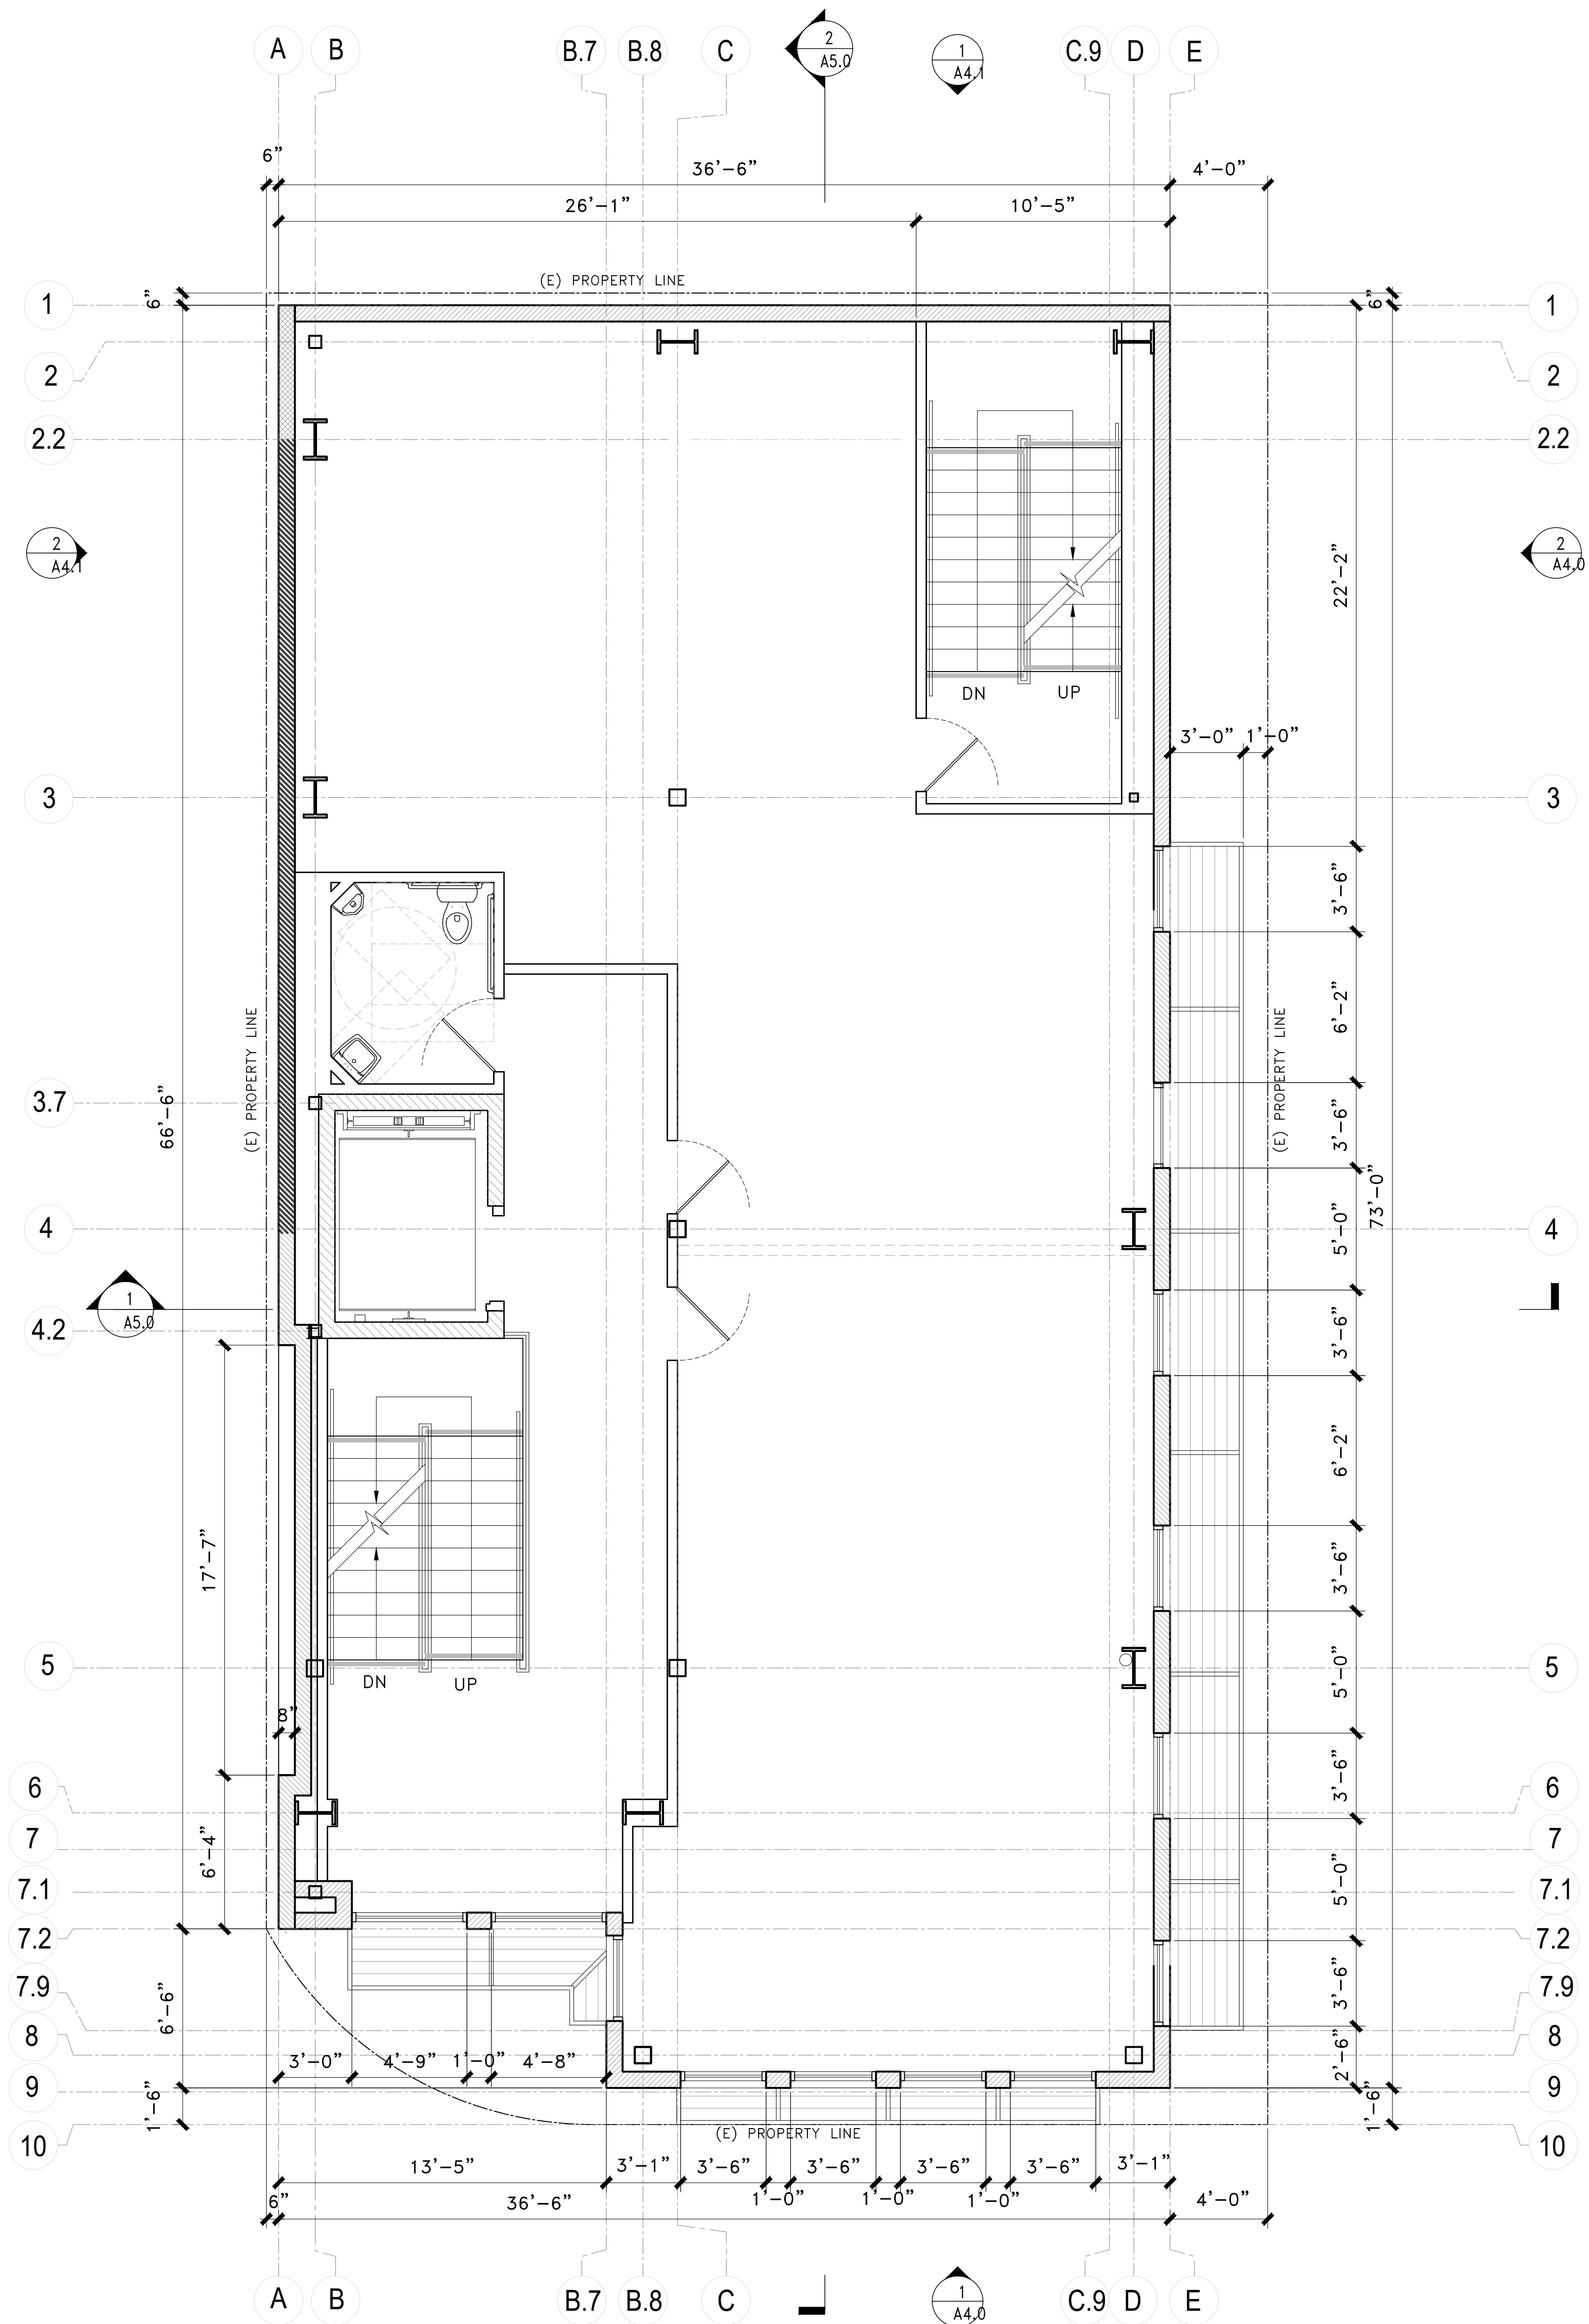 A B B.7 B.8 C 2 1 C.9 D E
A5.0 A4.1
6" 36'-6" 4'-0"
26'-1" 10'-5"
(E) PROPERTY LINE
1 6" 6" 1
2 2
2.2 2.2
2 2
A4.1 A4.0
22'-2"
DN UP
3'-0" 1'-0"
3 3
3'-6"
6'-2"
(E) PROPERTY LINE
(E) PROPERTY LINE
3.7
66'-6"
3'-6"
73'-0"
4 5'-0" 4
1
A5.0
4.2
3'-6"
6'-2"
17'-7"
3'-6"
5 5'-0" 5
DN UP
8"
6 3'-6" 6
7 7
6'-4"
7.1 5'-0" 7.1
7.2 7.2
7.9 3'-6" 7.9
6'-6"
8 8
3'-0" 4'-9" 1'-0" 4'-8" 2'-6"
9 9
1'-6" 1'-6"
10 (E) PROPERTY LINE 10
13'-5" 3'-1" 3'-6" 3'-6" 3'-6" 3'-6" 3'-1"
1'-0" 1'-0" 1'-0"
6" 36'-6" 4'-0"
A B B.7 B.8 C 1 C.9 D E
A4.0